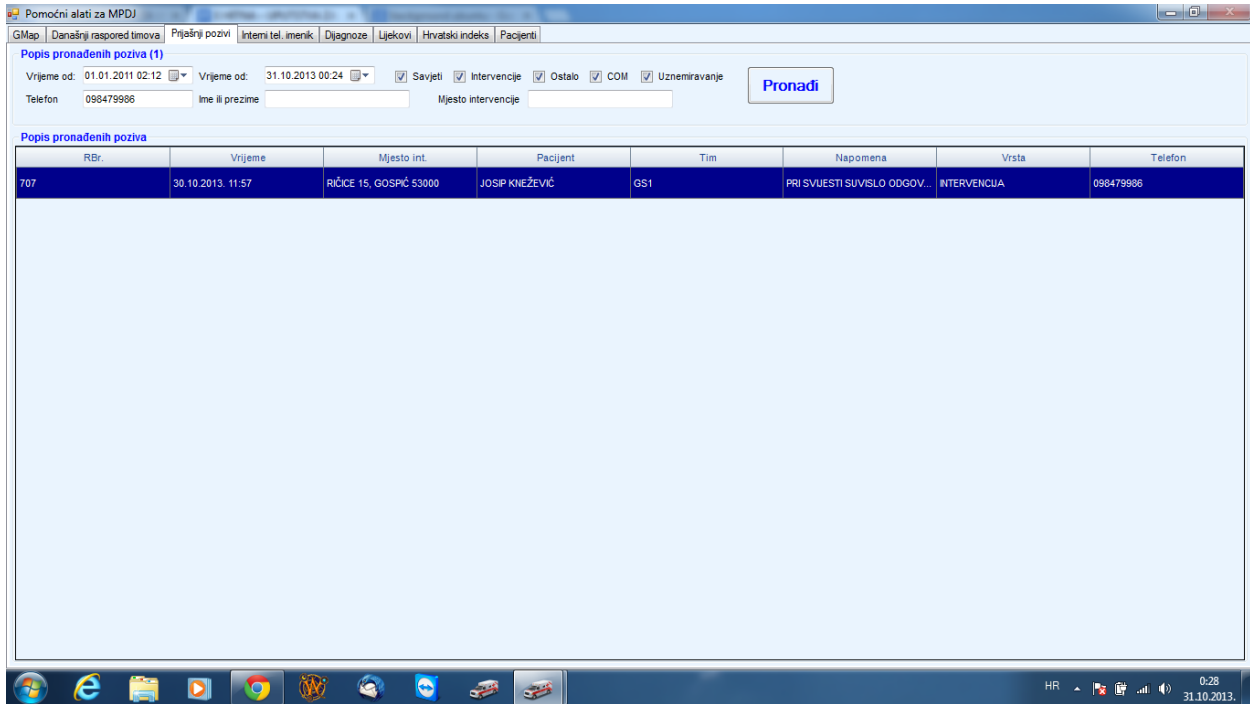 Pomoćni alati za MPDJ
GMap Današnji raspored timova Prijašnji pozivi Interni tel. imenik Dijagnoze Lijekovi Hrvatski indeks Pacijenti
Popis pronađenih poziva (1)
Vrijeme od: 01.01.2011 02:12 Vrijeme od: 31.10.2013 00:24 Savjeti Intervencije Ostalo COM Uznemiravanje
Pronađi
Telefon 098479986 Ime ili prezime Mjesto intervencije
Popis pronađenih poziva
RBr. Vrijeme Mjesto int. Pacijent Tim Napomena Vrsta Telefon
707 30.10.2013. 11:57 RIČICE 15, GOSPIĆ 53000 JOSIP KNEŽEVIĆ GS1 PRI SVIJESTI SUVISLO ODGOV... INTERVENCIJA 098479986
HR 0:28
31.10.2013.